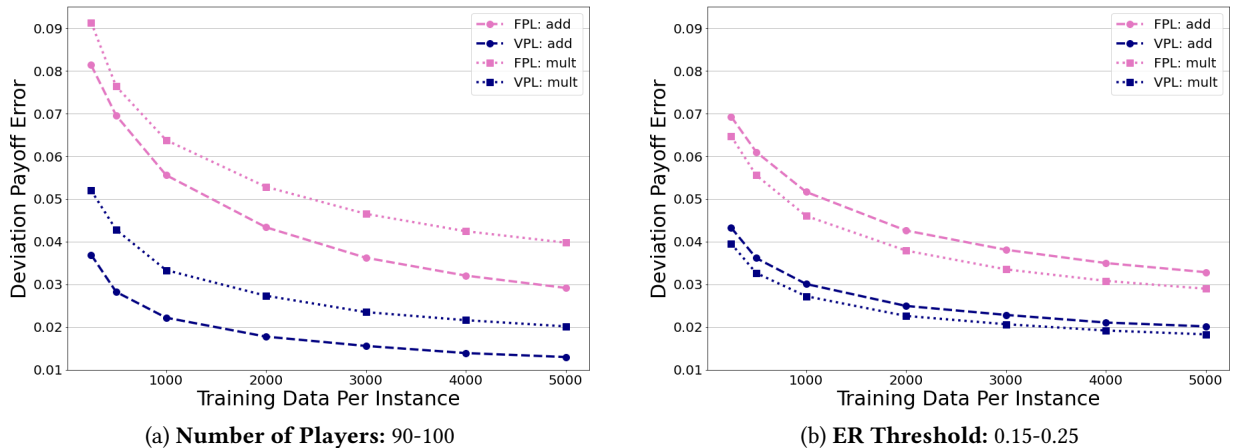 0.09
0.08
0.07
0.06
0.05
0.04
0.03
0.02
0.01
Deviation Payoff Error
FPL: add
VPL: add
FPL: mult
VPL: mult
1000 2000 3000 4000 5000
Training Data Per Instance
(a) Number of Players: 90-100
0.09
0.08
0.07
0.06
0.05
0.04
0.03
0.02
0.01
Deviation Payoff Error
FPL: add
VPL: add
FPL: mult
VPL: mult
1000 2000 3000 4000 5000
Training Data Per Instance
(b) ER Threshold: 0.15-0.25